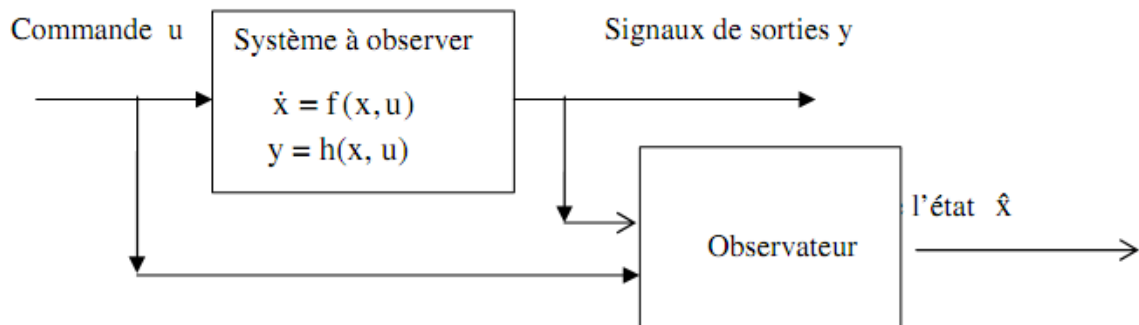 Commande u
Système à observer
ẋ = f(x,u)
y = h(x, u)
Signaux de sorties y
Observateur
l'état x̂